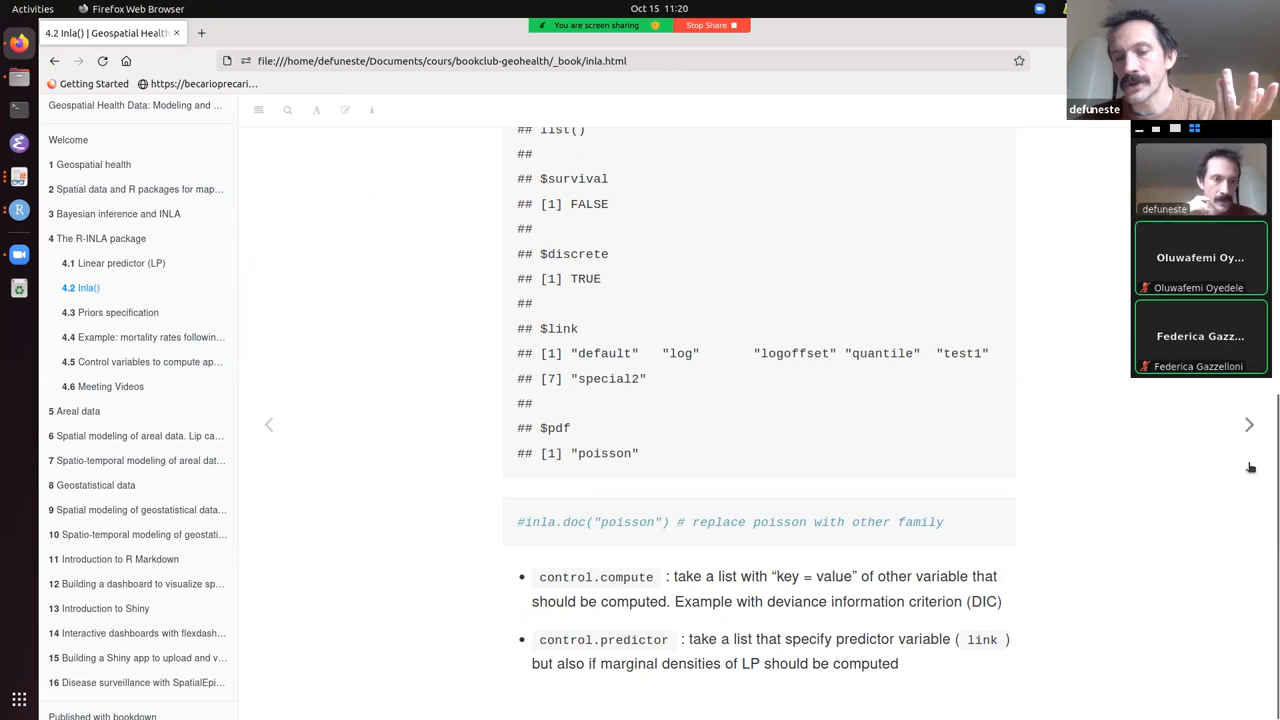 Activities
Firefox Web Browser
Oct 15 11:20
4.2 Inla() | Geospatial Health
You are screen sharing
Stop Share
file:///home/defuneste/Documents/cours/bookclub-geohealth/_book/inla.html
Getting Started
https://becarioprecari...
Geospatial Health Data: Modeling and ...
Welcome
1 Geospatial health
2 Spatial data and R packages for map...
3 Bayesian inference and INLA
4 The R-INLA package
4.1 Linear predictor (LP)
4.2 Inla()
4.3 Priors specification
4.4 Example: mortality rates followin...
4.5 Control variables to compute ap...
4.6 Meeting Videos
5 Areal data
6 Spatial modeling of areal data. Lip ca...
7 Spatio-temporal modeling of areal dat...
8 Geostatistical data
9 Spatial modeling of geostatistical data...
10 Spatio-temporal modeling of geostati...
11 Introduction to R Markdown
12 Building a dashboard to visualize sp...
13 Introduction to Shiny
14 Interactive dashboards with flexdash...
15 Building a Shiny app to upload and v...
16 Disease surveillance with SpatialEpi...
Published with bookdown
## list()
##
## $survival
## [1] FALSE
##
## $discrete
## [1] TRUE
##
## $link
## [1] "default" "log" "logoffset" "quantile" "test1"
## [7] "special2"
##
## $pdf
## [1] "poisson"
#inla.doc("poisson") # replace poisson with other family
• control.compute : take a list with “key = value” of other variable that
should be computed. Example with deviance information criterion (DIC)
• control.predictor : take a list that specify predictor variable ( link )
but also if marginal densities of LP should be computed
defuneste
defuneste
Oluwafemi Oy...
Oluwafemi Oyedele
Federica Gazz...
Federica Gazzelloni